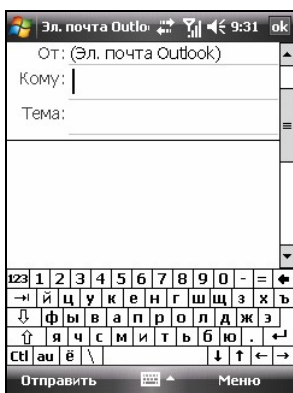 Эл. почта Outlo 9:31 ok
От: (Эл. почта Outlook)
Кому:
Тема:
123 1 2 3 4 5 6 7 8 9 0 - =
й ц у к е н г ш щ з х ъ
ф ы в а п р о л д ж э
я ч с м и т ь б ю .
Ctl au ё \
Отправить Меню